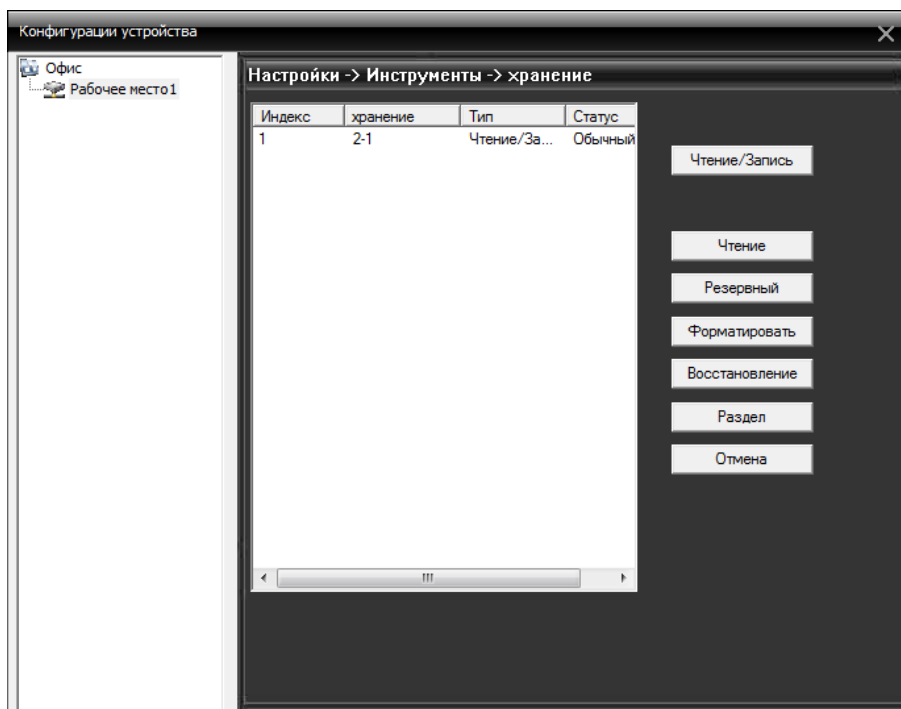 Конфигурации устройства
Офис
Рабочее место1
Настройки -> Инструменты -> хранение
Индекс хранение Тип Статус
1 2-1 Чтение/За... Обычный
Чтение/Запись
Чтение
Резервный
Форматировать
Восстановление
Раздел
Отмена